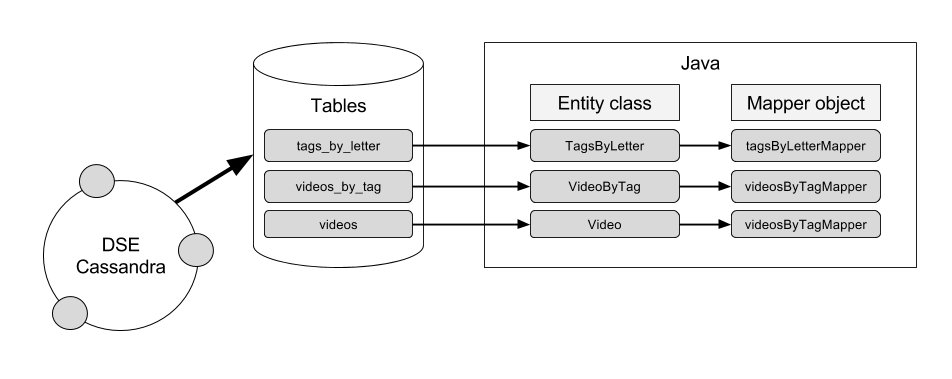 Java
Tables
Entity class
Mapper object
tags_by_letter
TagsByLetter
tagsByLetterMapper
videos_by_tag
VideoByTag
videosByTagMapper
videos
Video
videosByTagMapper
DSE
Cassandra